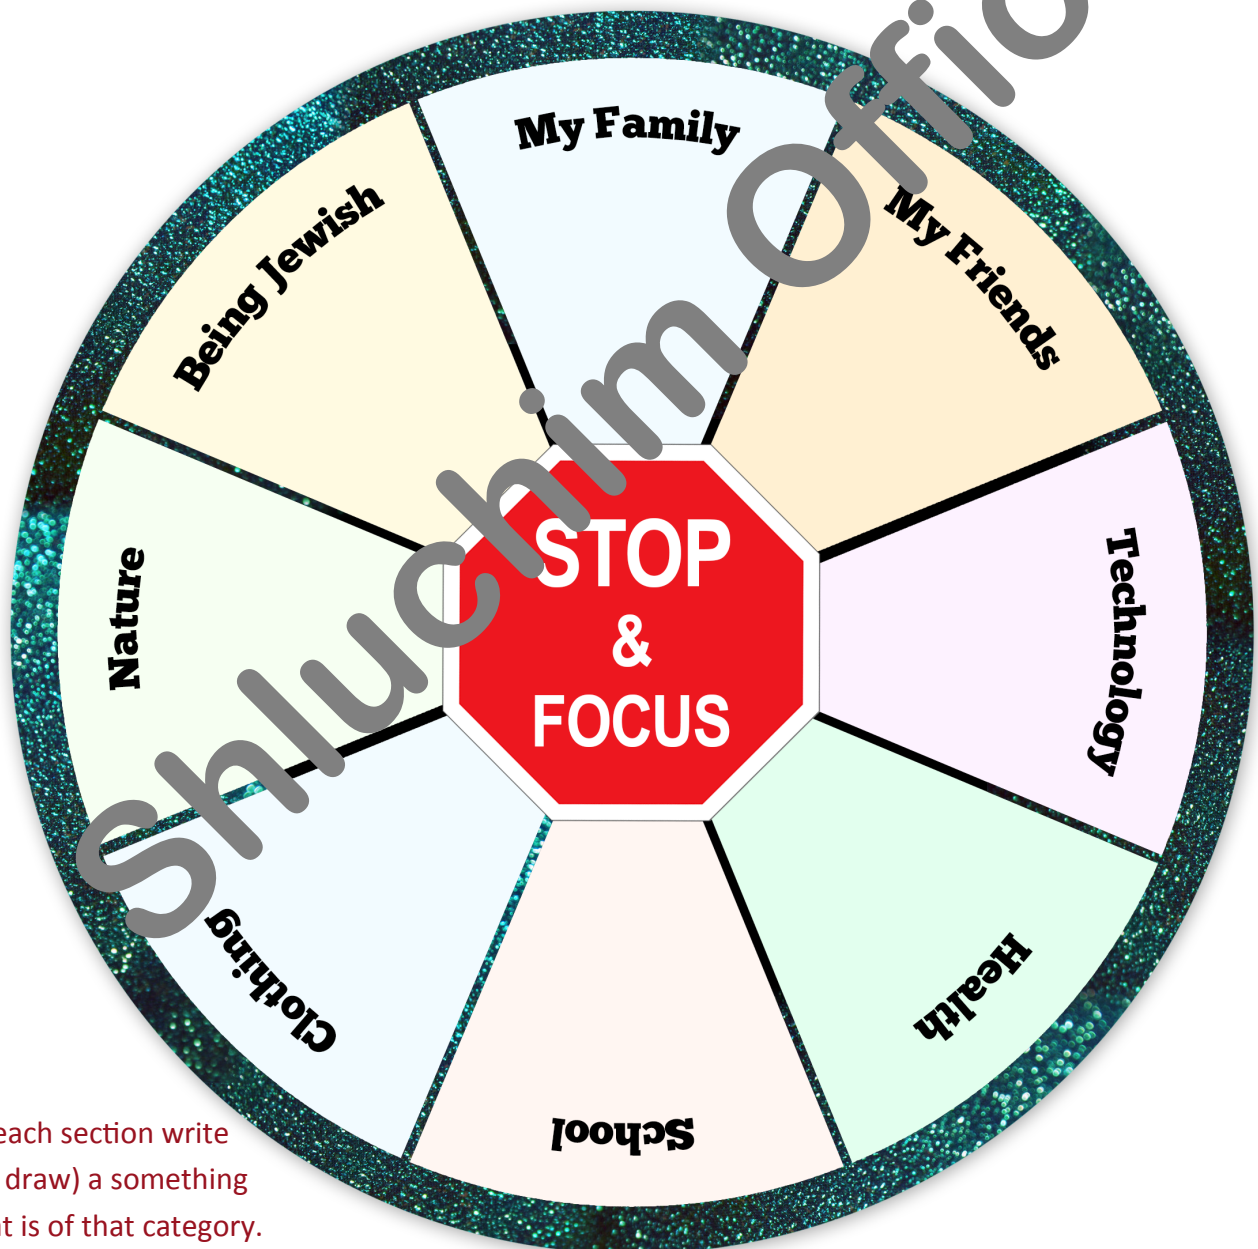 My Family
My Friends
Technology
Health
School
Clothing
Nature
Being Jewish
STOP
&
FOCUS
Shluchim Offic
each section write
draw) a something
t is of that category.